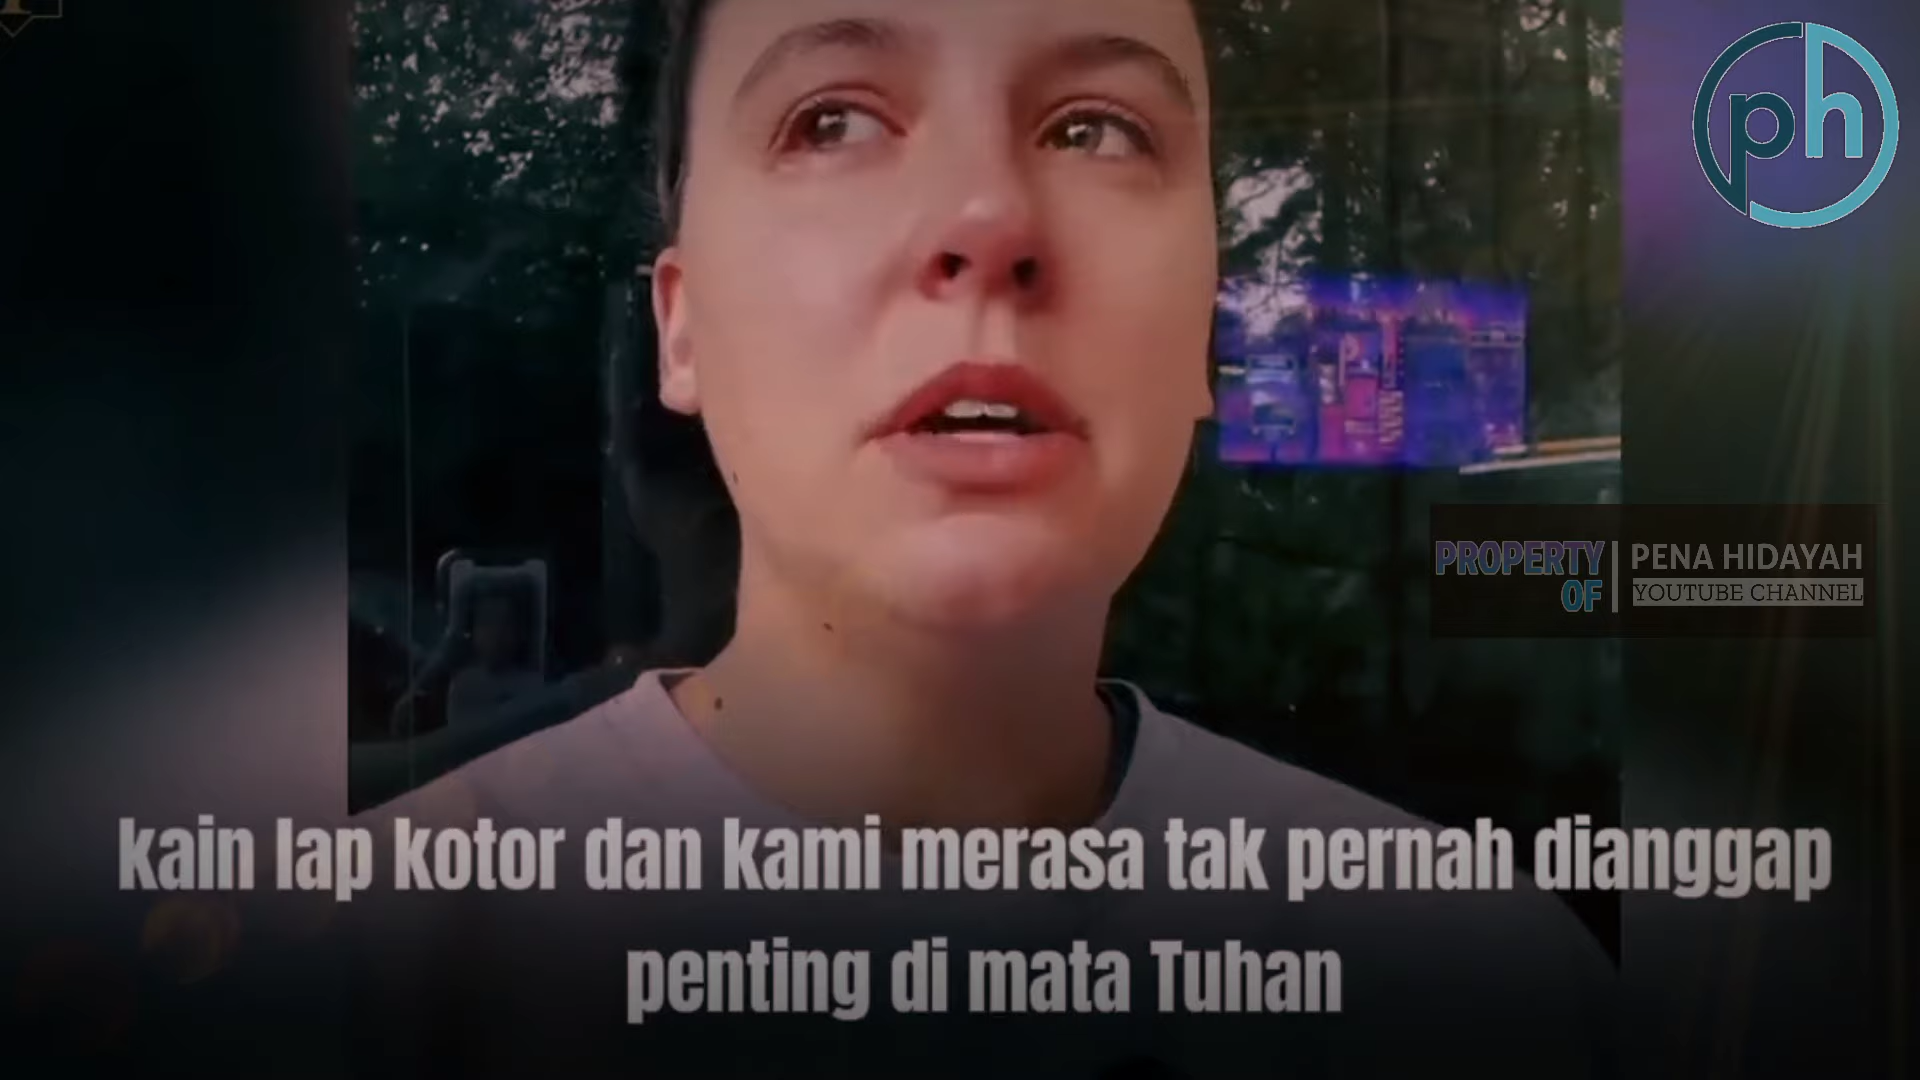 ph
PROPERTY OF
PENA HIDAYAH
YOUTUBE CHANNEL
kain lap kotor dan kami merasa tak pernah dianggap
penting di mata Tuhan